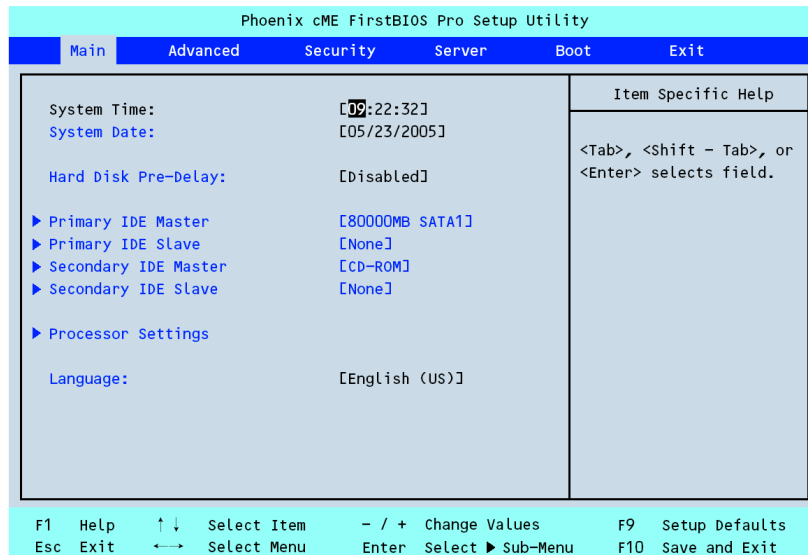 Phoenix cME FirstBIOS Pro Setup Utility
Main Advanced Security Server Boot Exit
Item Specific Help
System Time: [09:22:32]
System Date: [05/23/2005]
<Tab>, <Shift - Tab>, or
<Enter> selects field.
Hard Disk Pre-Delay: [Disabled]
▶ Primary IDE Master [80000MB SATA1]
▶ Primary IDE Slave [None]
▶ Secondary IDE Master [CD-ROM]
▶ Secondary IDE Slave [None]
▶ Processor Settings
Language: [English (US)]
F1 Help ↑↓ Select Item - / + Change Values F9 Setup Defaults
Esc Exit ←→ Select Menu Enter Select ▶ Sub-Menu F10 Save and Exit